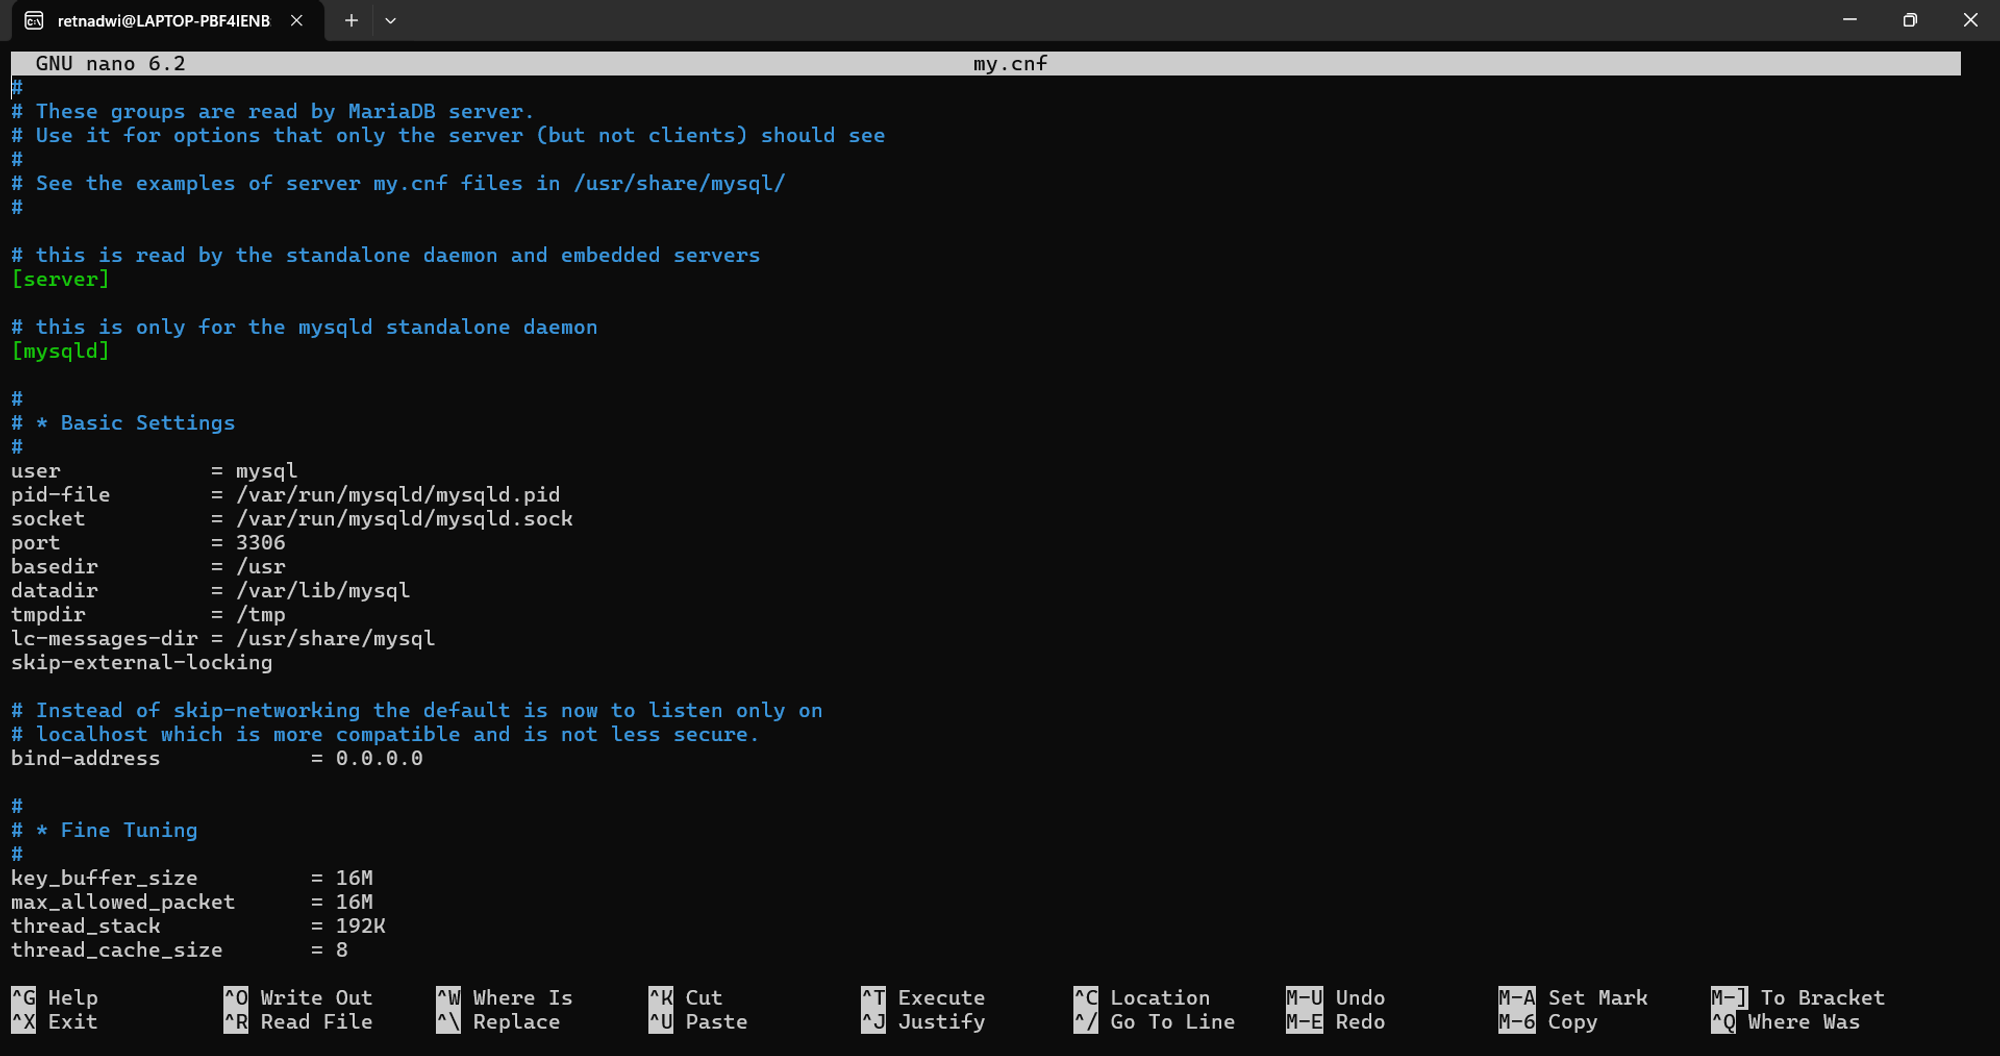 retnadwi@LAPTOP-PBF4IENB
GNU nano 6.2 my.cnf
#
# These groups are read by MariaDB server.
# Use it for options that only the server (but not clients) should see
#
# See the examples of server my.cnf files in /usr/share/mysql/
#
# this is read by the standalone daemon and embedded servers
[server]
# this is only for the mysqld standalone daemon
[mysqld]
#
# * Basic Settings
#
user            = mysql
pid-file        = /var/run/mysqld/mysqld.pid
socket          = /var/run/mysqld/mysqld.sock
port            = 3306
basedir         = /usr
datadir         = /var/lib/mysql
tmpdir          = /tmp
lc-messages-dir = /usr/share/mysql
skip-external-locking
# Instead of skip-networking the default is now to listen only on
# localhost which is more compatible and is not less secure.
bind-address            = 0.0.0.0
#
# * Fine Tuning
#
key_buffer_size         = 16M
max_allowed_packet      = 16M
thread_stack            = 192K
thread_cache_size       = 8
^G Help ^O Write Out ^W Where Is ^K Cut ^T Execute ^C Location M-U Undo M-A Set Mark M-] To Bracket
^X Exit ^R Read File ^\ Replace ^U Paste ^J Justify ^/ Go To Line M-E Redo M-6 Copy ^Q Where Was